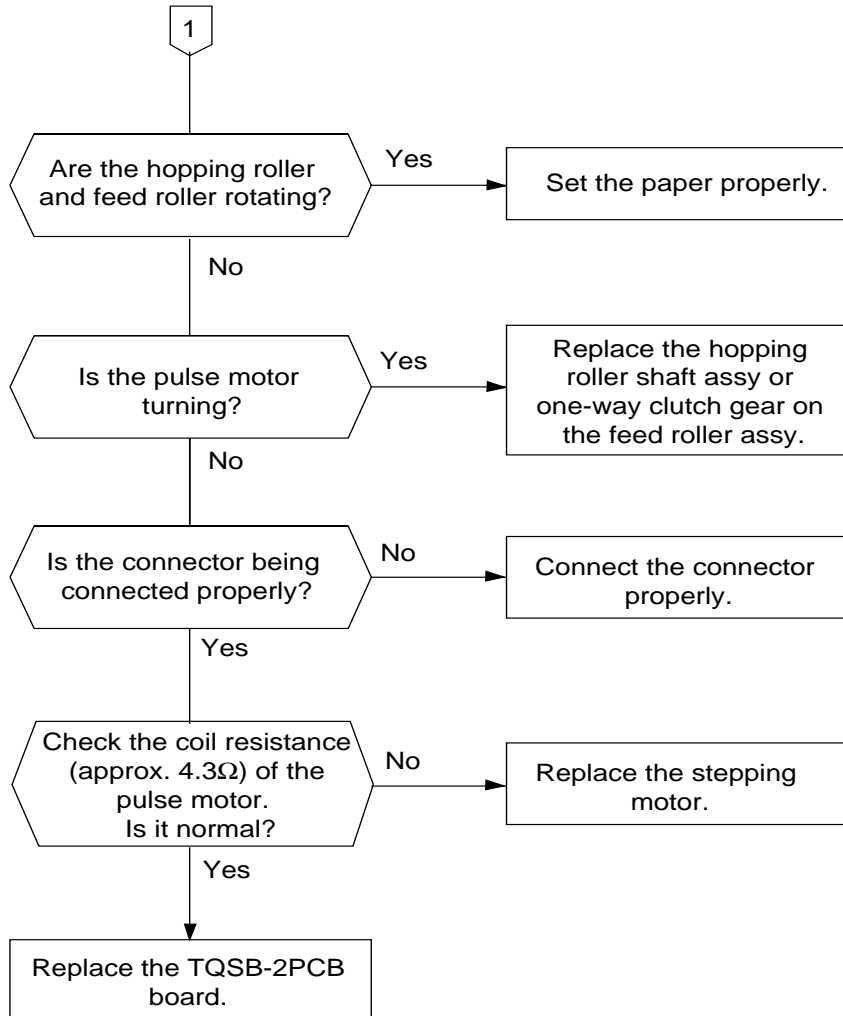 1
Are the hopping roller
and feed roller rotating?
Yes
Set the paper properly.
No
Is the pulse motor
turning?
Yes
Replace the hopping
roller shaft assy or
one-way clutch gear on
the feed roller assy.
No
Is the connector being
connected properly?
No
Connect the connector
properly.
Yes
Check the coil resistance
(approx. 4.3Ω) of the
pulse motor.
Is it normal?
No
Replace the stepping
motor.
Yes
Replace the TQSB-2PCB
board.